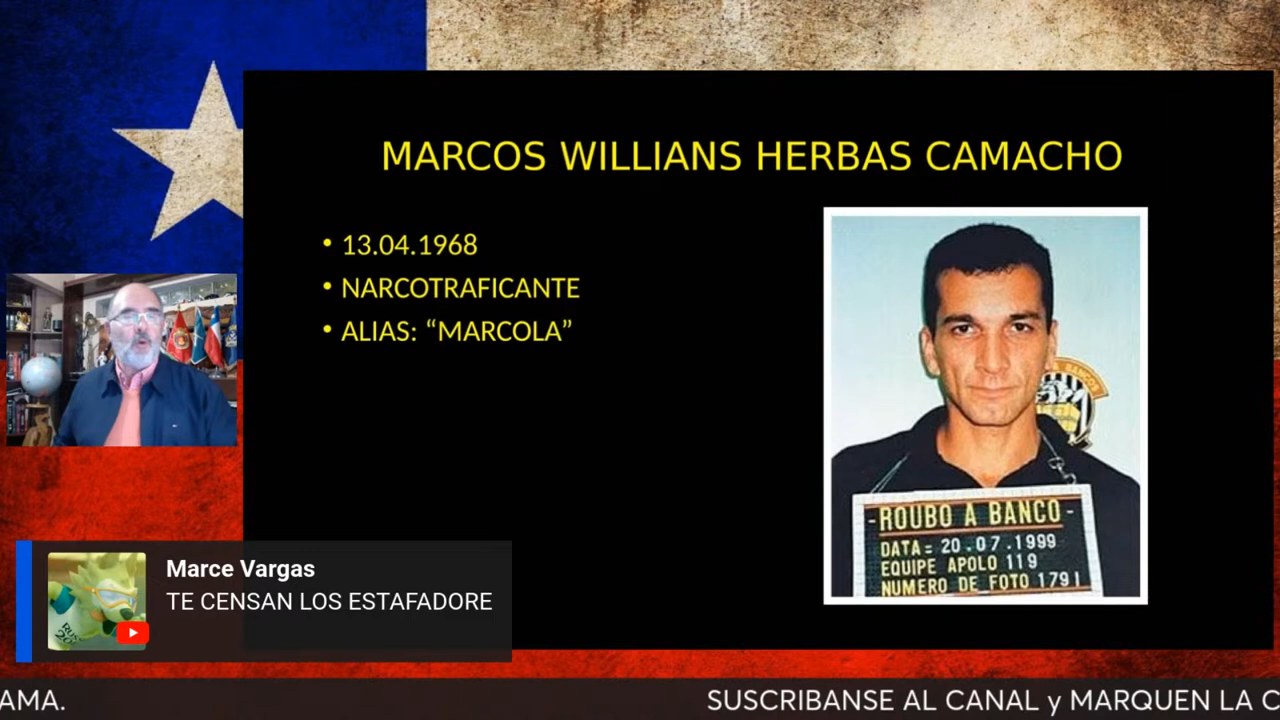 MARCOS WILLIANS HERBAS CAMACHO
• 13.04.1968
• NARCOTRAFICANTE
• ALIAS: “MARCOLA”
-ROUBO A BANCO-
DATA= 20.07.1999
EQUIPE APOLO 119
NUMERO DE FOTO 1791
Marce Vargas
TE CENSAN LOS ESTAFADORE
AMA.
SUSCRIBANSE AL CANAL y MARQUEN LA C